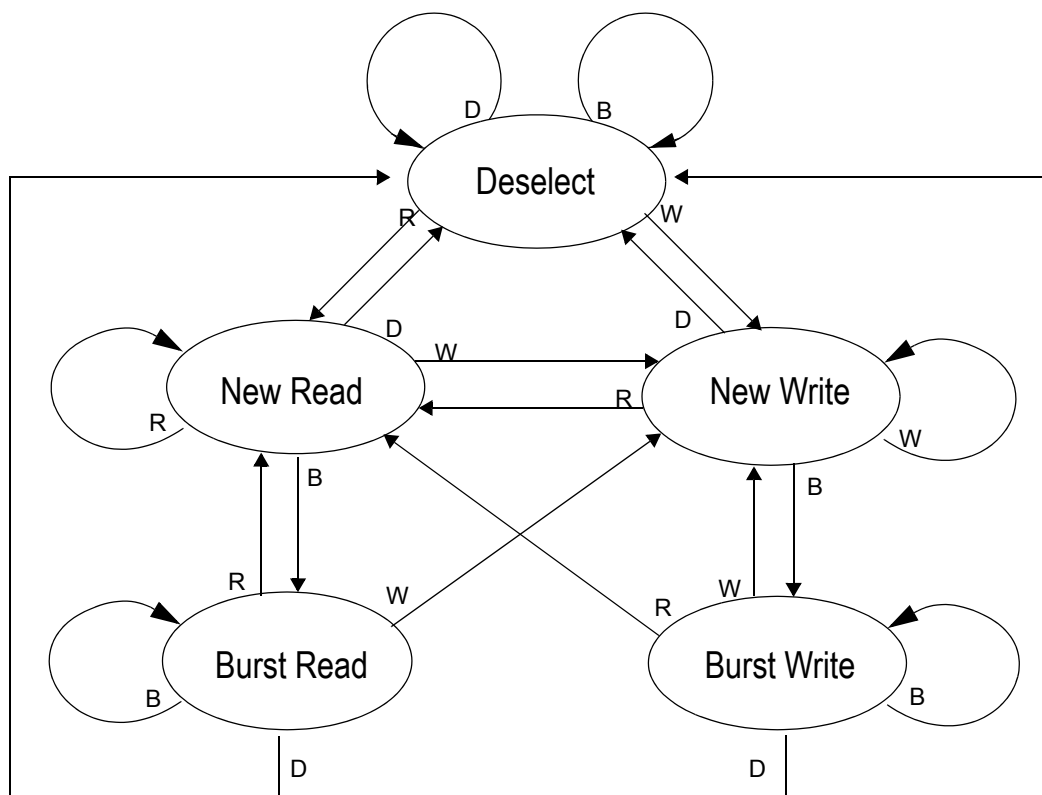 D B
Deselect
R W
D D
W
New Read New Write
R
R W
B B
R W W R
Burst Read Burst Write
B B
D D